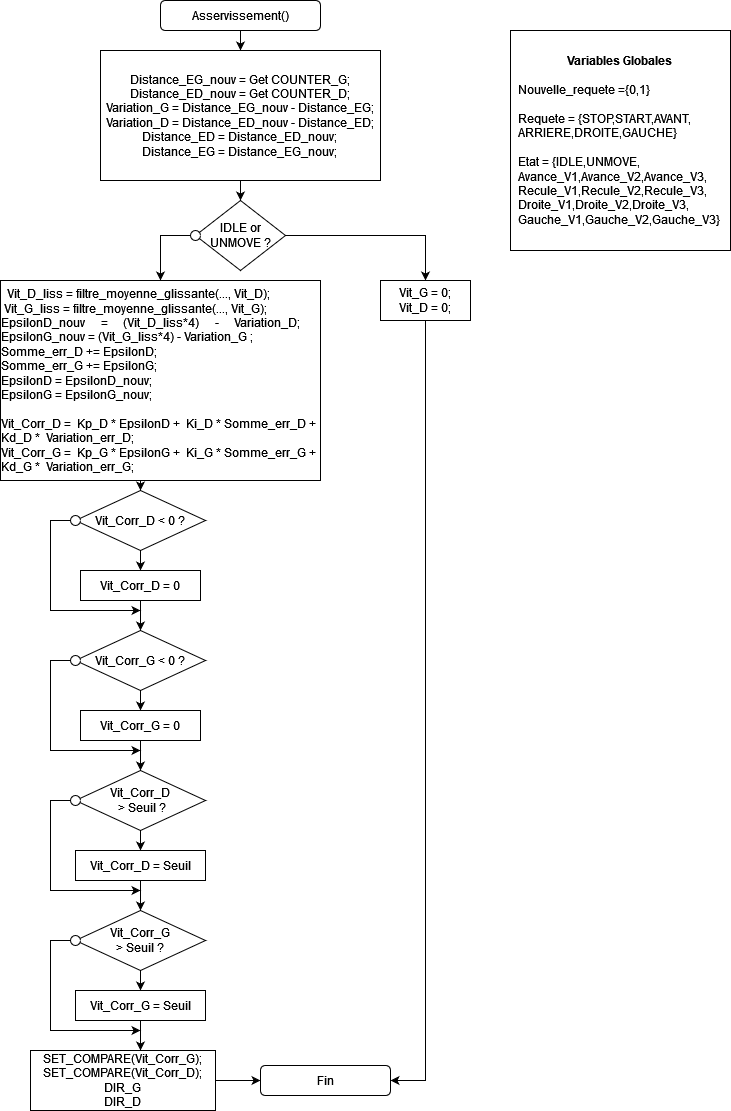 Asservissement()
Distance_EG_nouv = Get COUNTER_G;
Distance_ED_nouv = Get COUNTER_D;
Variation_G = Distance_EG_nouv - Distance_EG;
Variation_D = Distance_ED_nouv - Distance_ED;
Distance_ED = Distance_ED_nouv;
Distance_EG = Distance_EG_nouv;
Variables Globales
Nouvelle_requete ={0,1}
Requete = {STOP,START,AVANT,
ARRIERE,DROITE,GAUCHE}
Etat = {IDLE,UNMOVE,
Avance_V1,Avance_V2,Avance_V3,
Recule_V1,Recule_V2,Recule_V3,
Droite_V1,Droite_V2,Droite_V3,
Gauche_V1,Gauche_V2,Gauche_V3}
IDLE or
UNMOVE ?
Vit_D_liss = filtre_moyenne_glissante(..., Vit_D);
Vit_G_liss = filtre_moyenne_glissante(..., Vit_G);
EpsilonD_nouv = (Vit_D_liss*4) - Variation_D;
EpsilonG_nouv = (Vit_G_liss*4) - Variation_G ;
Somme_err_D += EpsilonD;
Somme_err_G += EpsilonG;
EpsilonD = EpsilonD_nouv;
EpsilonG = EpsilonG_nouv;
Vit_Corr_D = Kp_D * EpsilonD + Ki_D * Somme_err_D +
Kd_D * Variation_err_D;
Vit_Corr_G = Kp_G * EpsilonG + Ki_G * Somme_err_G +
Kd_G * Variation_err_G;
Vit_G = 0;
Vit_D = 0;
Vit_Corr_D < 0 ?
Vit_Corr_D = 0
Vit_Corr_G < 0 ?
Vit_Corr_G = 0
Vit_Corr_D
> Seuil ?
Vit_Corr_D = Seuil
Vit_Corr_G
> Seuil ?
Vit_Corr_G = Seuil
SET_COMPARE(Vit_Corr_G);
SET_COMPARE(Vit_Corr_D);
DIR_G
DIR_D
Fin